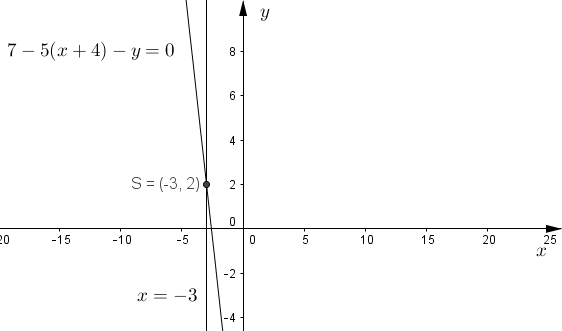 y
7 − 5(x + 4) − y = 0
8
6
4
S = (-3, 2)
2
0
20 -15 -10 -5 0 5 10 15 20 25
x
-2
x = −3
-4